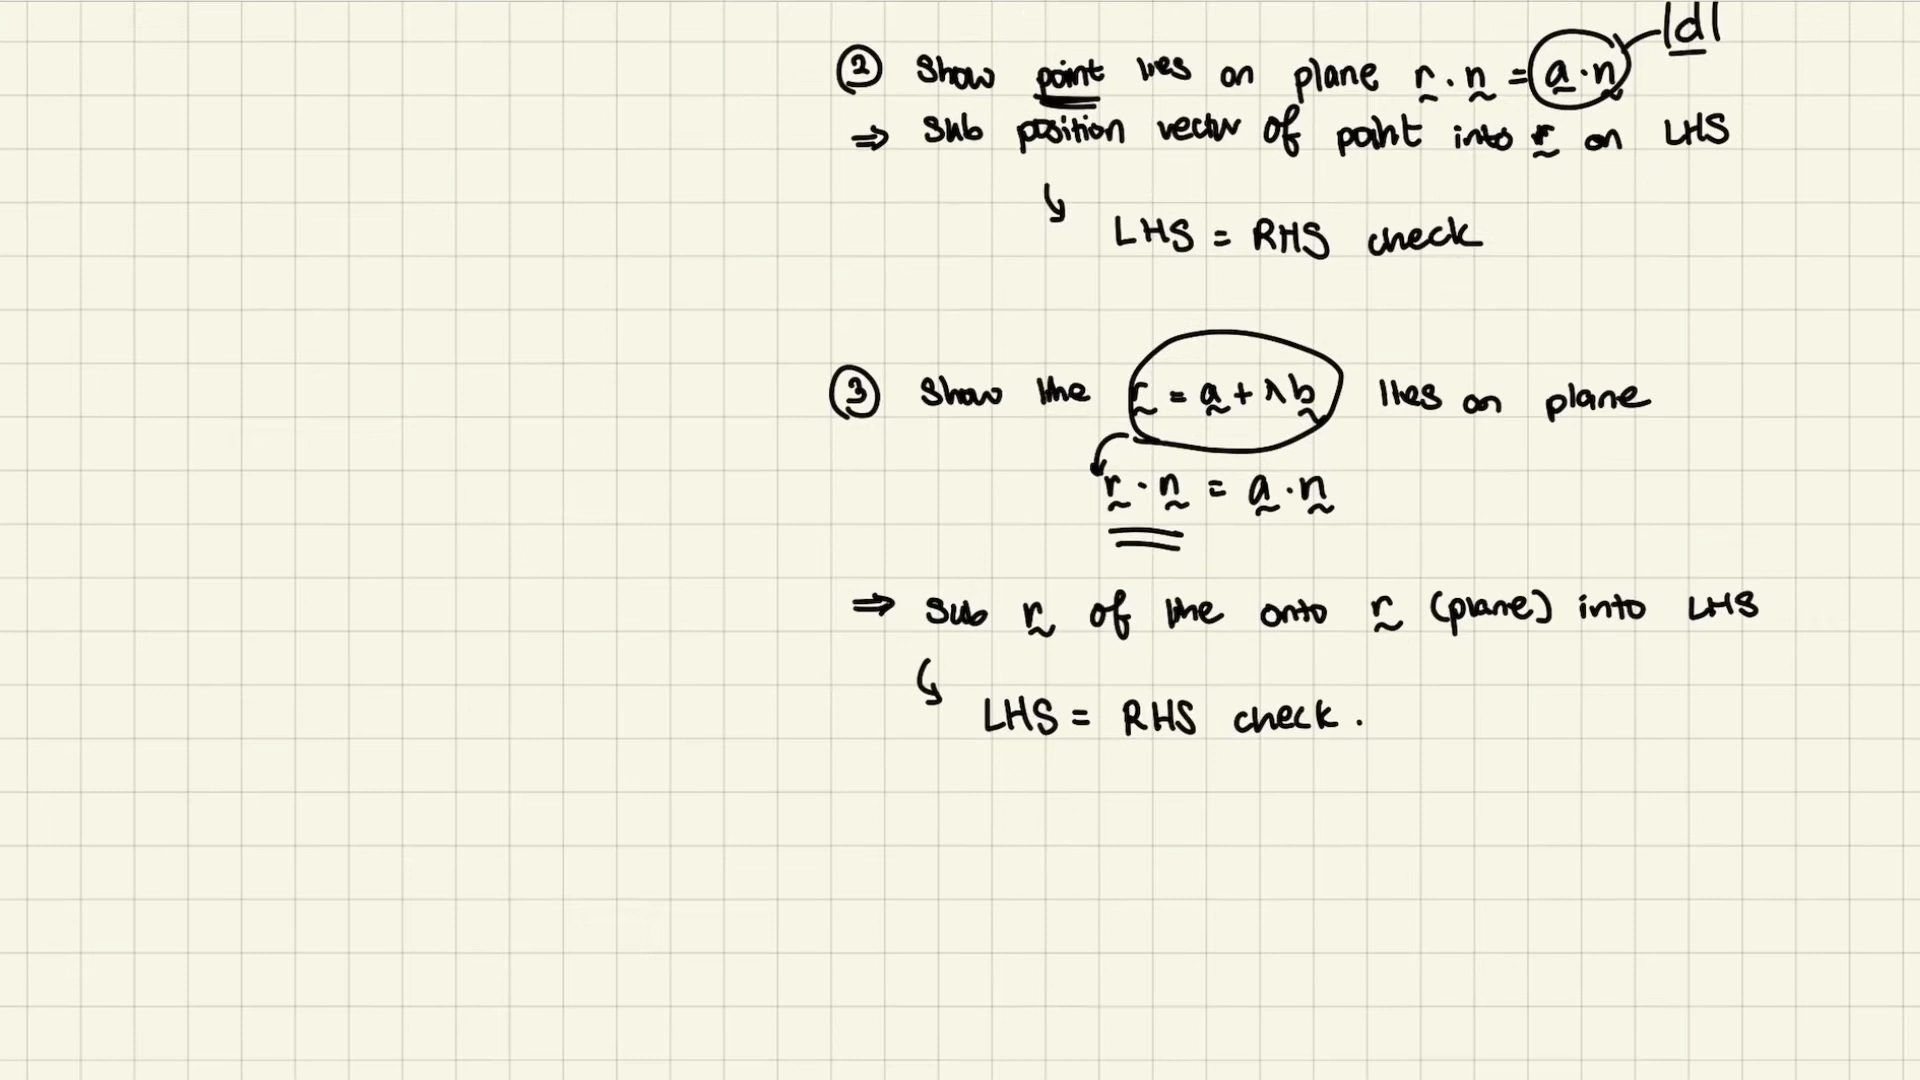 |d|
② Show point lies on plane r · n = a · n
⇒ Sub position vector of point into r on LHS
↳ LHS = RHS check
③ Show line r = a + λb lies on plane
r · n = a · n
⇒ Sub r of line onto r (plane) into LHS
↳ LHS = RHS check.